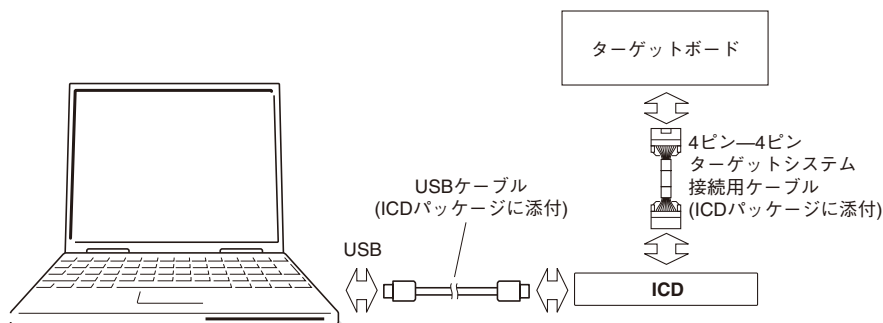 ターゲットボード
4ピン—4ピン
ターゲットシステム
接続用ケーブル
(ICDパッケージに添付)
USBケーブル
(ICDパッケージに添付)
USB
ICD